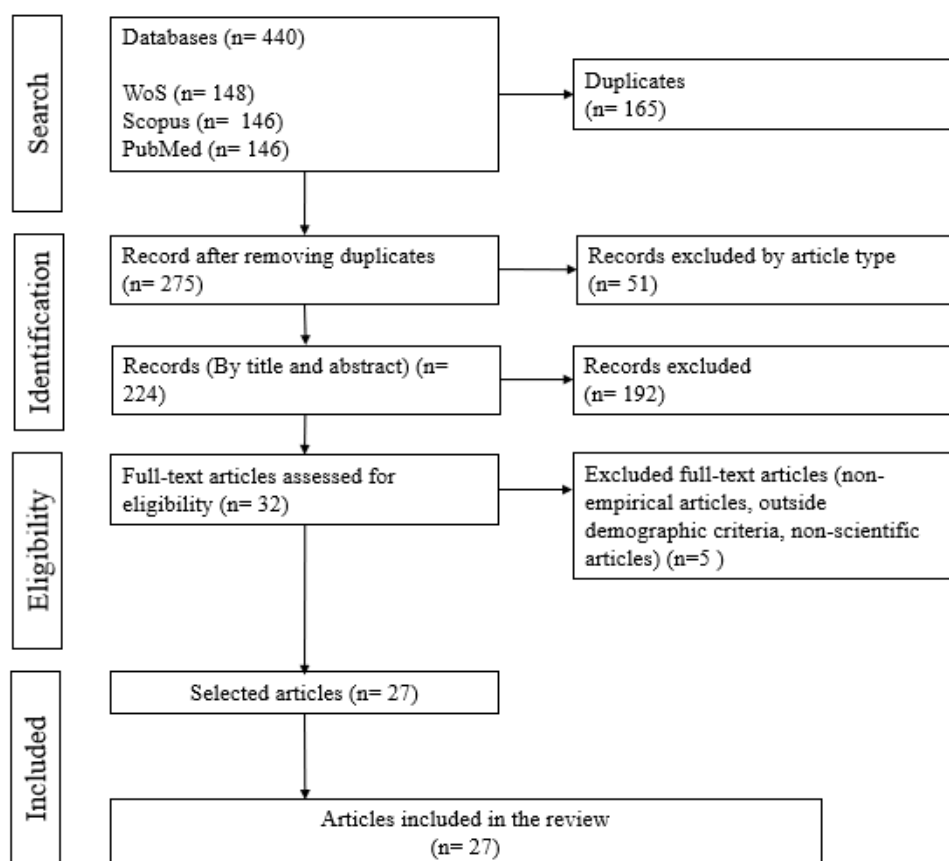 Search
Databases (n= 440)
WoS (n= 148)
Scopus (n=  146)
PubMed (n= 146)
Duplicates
(n= 165)
Identification
Record after removing duplicates
(n= 275)
Records excluded by article type
(n= 51)
Records (By title and abstract) (n=
224)
Records excluded
(n= 192)
Eligibility
Full-text articles assessed for
eligibility (n= 32)
Excluded full-text articles (non-
empirical articles, outside
demographic criteria, non-scientific
articles) (n=5 )
Included
Selected articles (n= 27)
Articles included in the review
(n= 27)